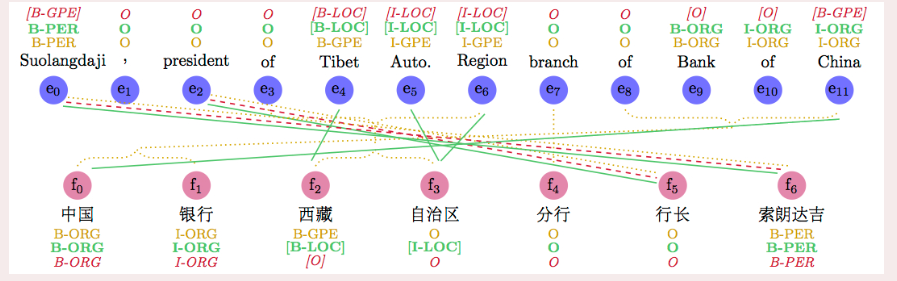 [B-GPE] O O O [B-LOC] [I-LOC] [I-LOC] O O [O] [O] [B-GPE]
B-PER O O O [B-LOC] [I-LOC] [I-LOC] O O B-ORG I-ORG I-ORG
B-PER O O O B-GPE I-GPE I-GPE O O B-ORG I-ORG I-ORG
Suolangdaji , president of Tibet Auto. Region branch of Bank of China
e0 e1 e2 e3 e4 e5 e6 e7 e8 e9 e10 e11
f0 f1 f2 f3 f4 f5 f6
中国 银行 西藏 自治区 分行 行长 索朗达吉
B-ORG I-ORG B-GPE O O O B-PER
B-ORG I-ORG [B-LOC] [I-LOC] O O B-PER
B-ORG I-ORG [O] O O O B-PER